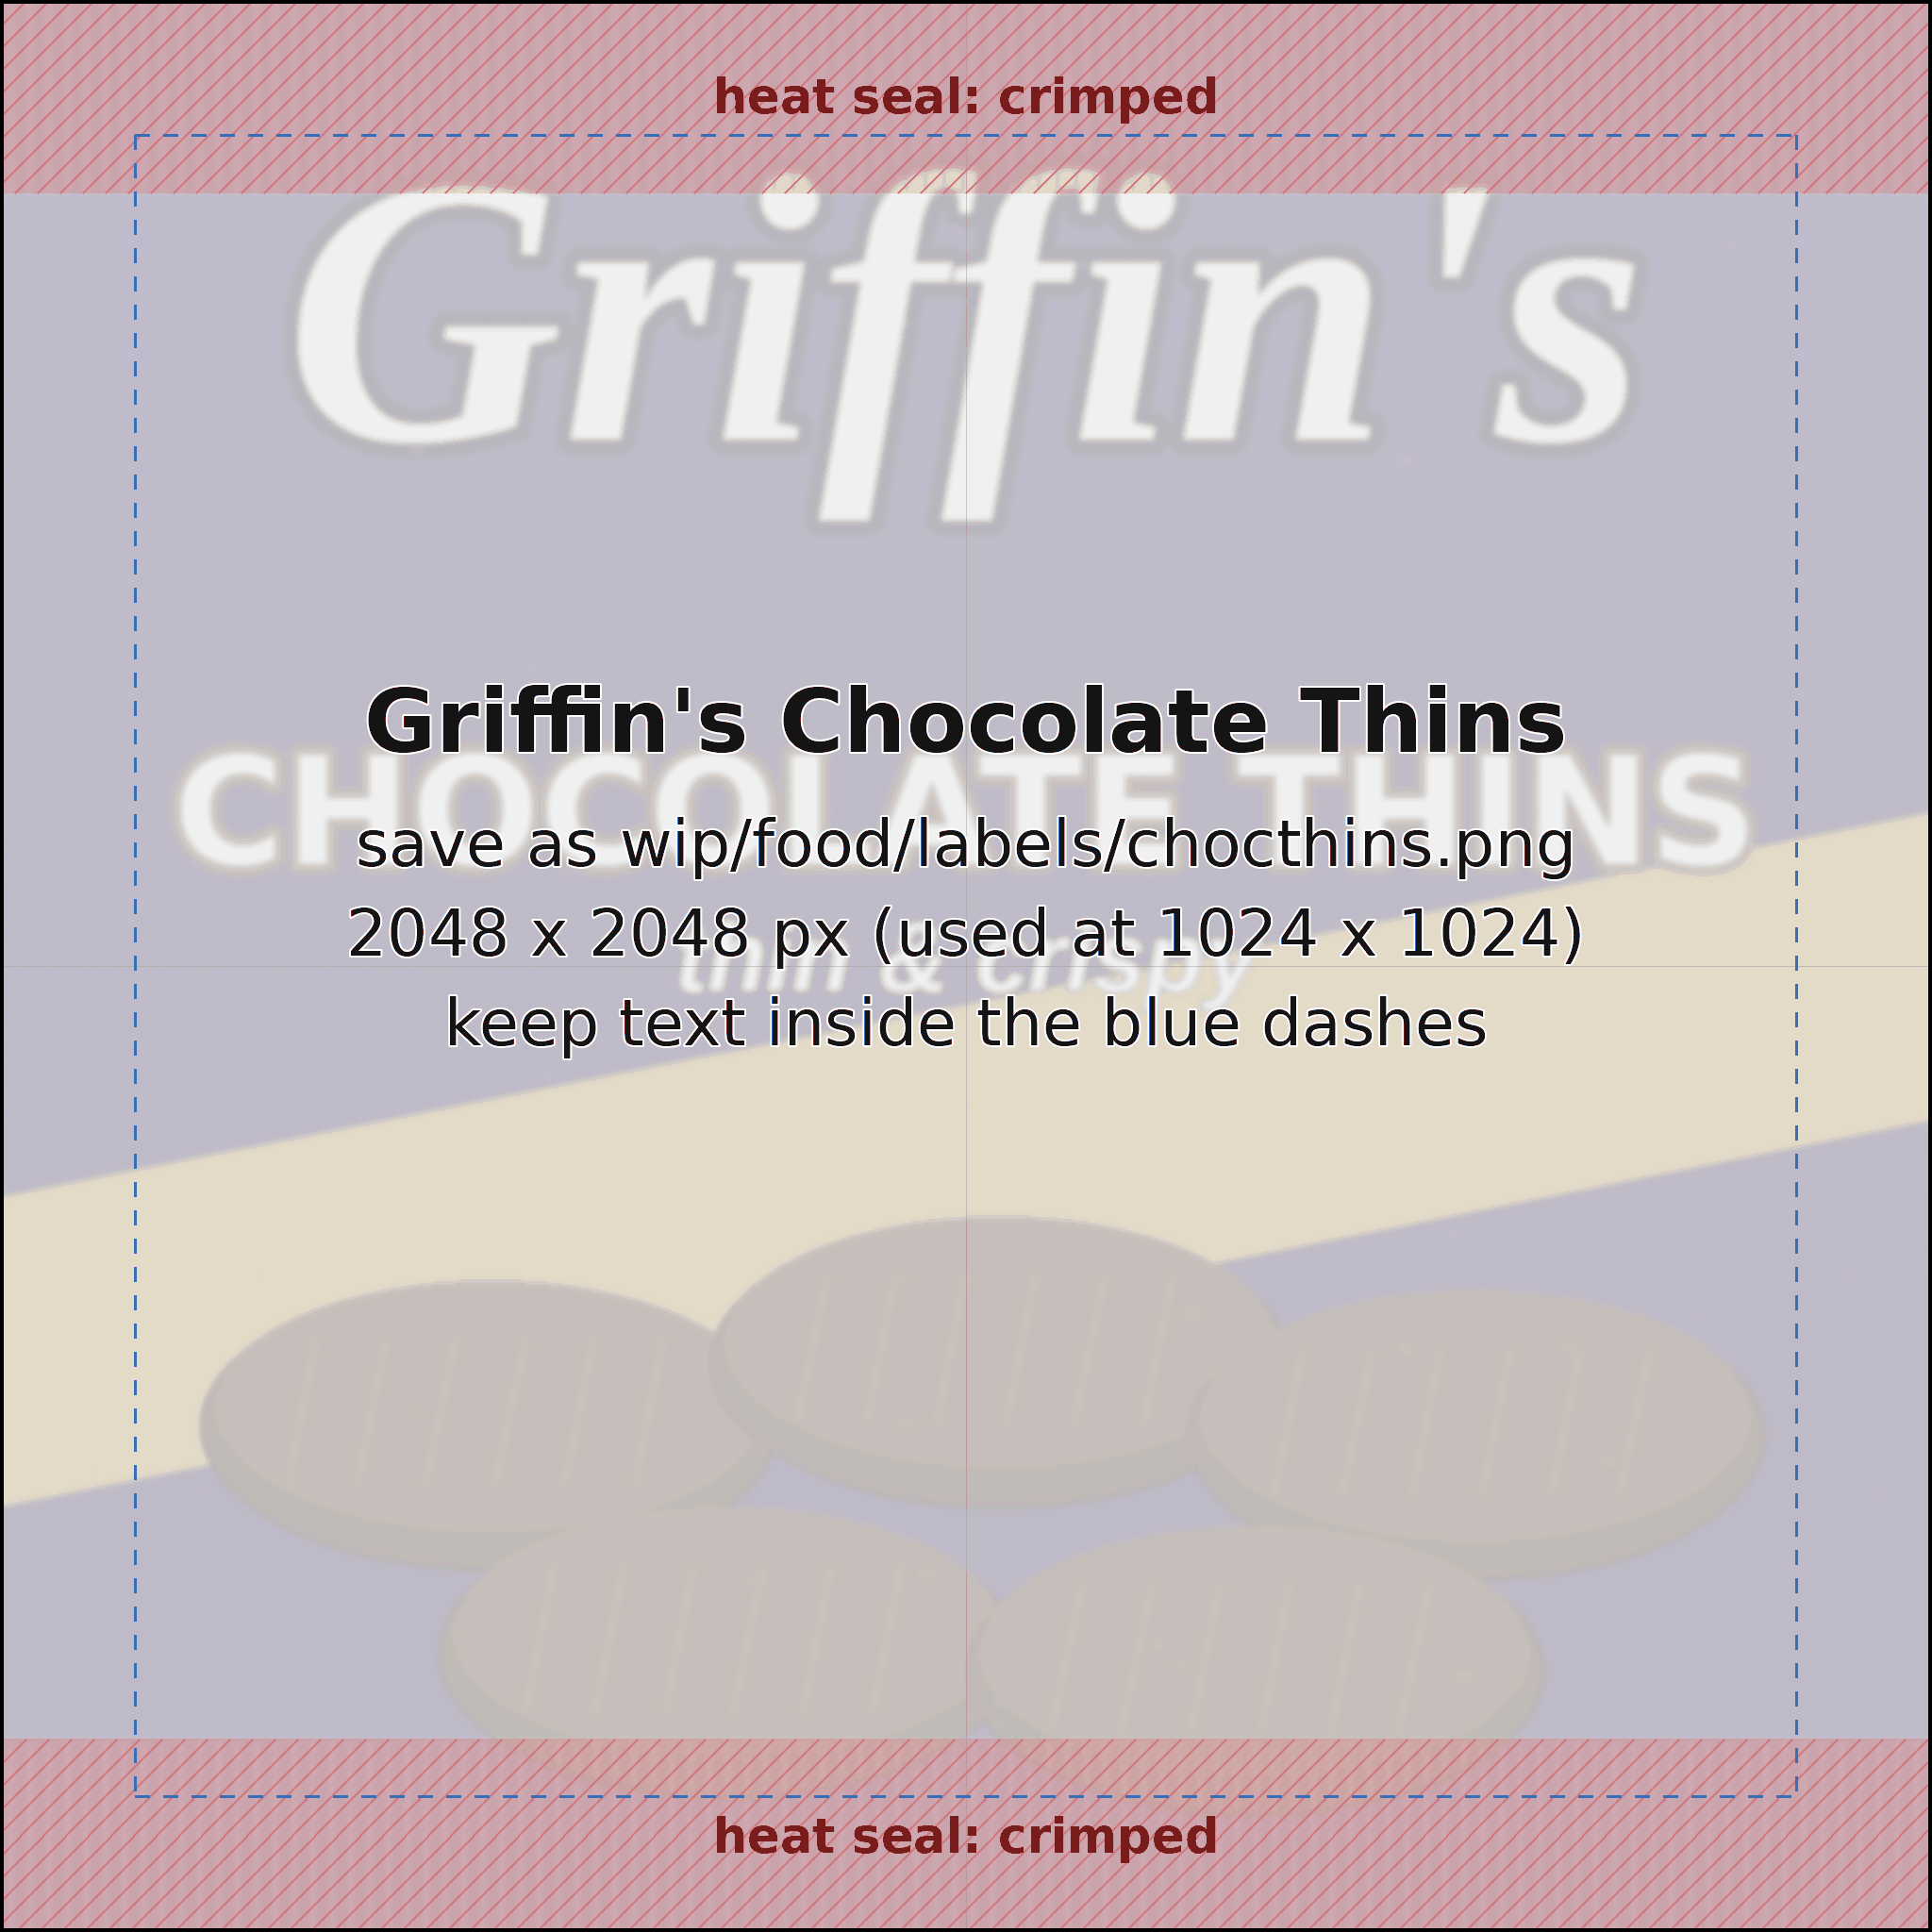 heat seal: crimped
Griffin's
Griffin's Chocolate Thins
CHOCOLATE THINS
save as wip/food/labels/chocthins.png
2048 x 2048 px (used at 1024 x 1024)
thin & crispy
keep text inside the blue dashes
heat seal: crimped